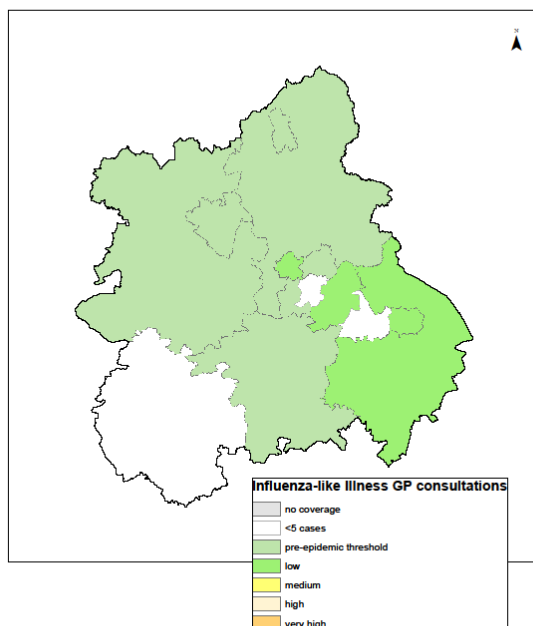 N
Influenza-like Illness GP consultations
no coverage
<5 cases
pre-epidemic threshold
low
medium
high
very high